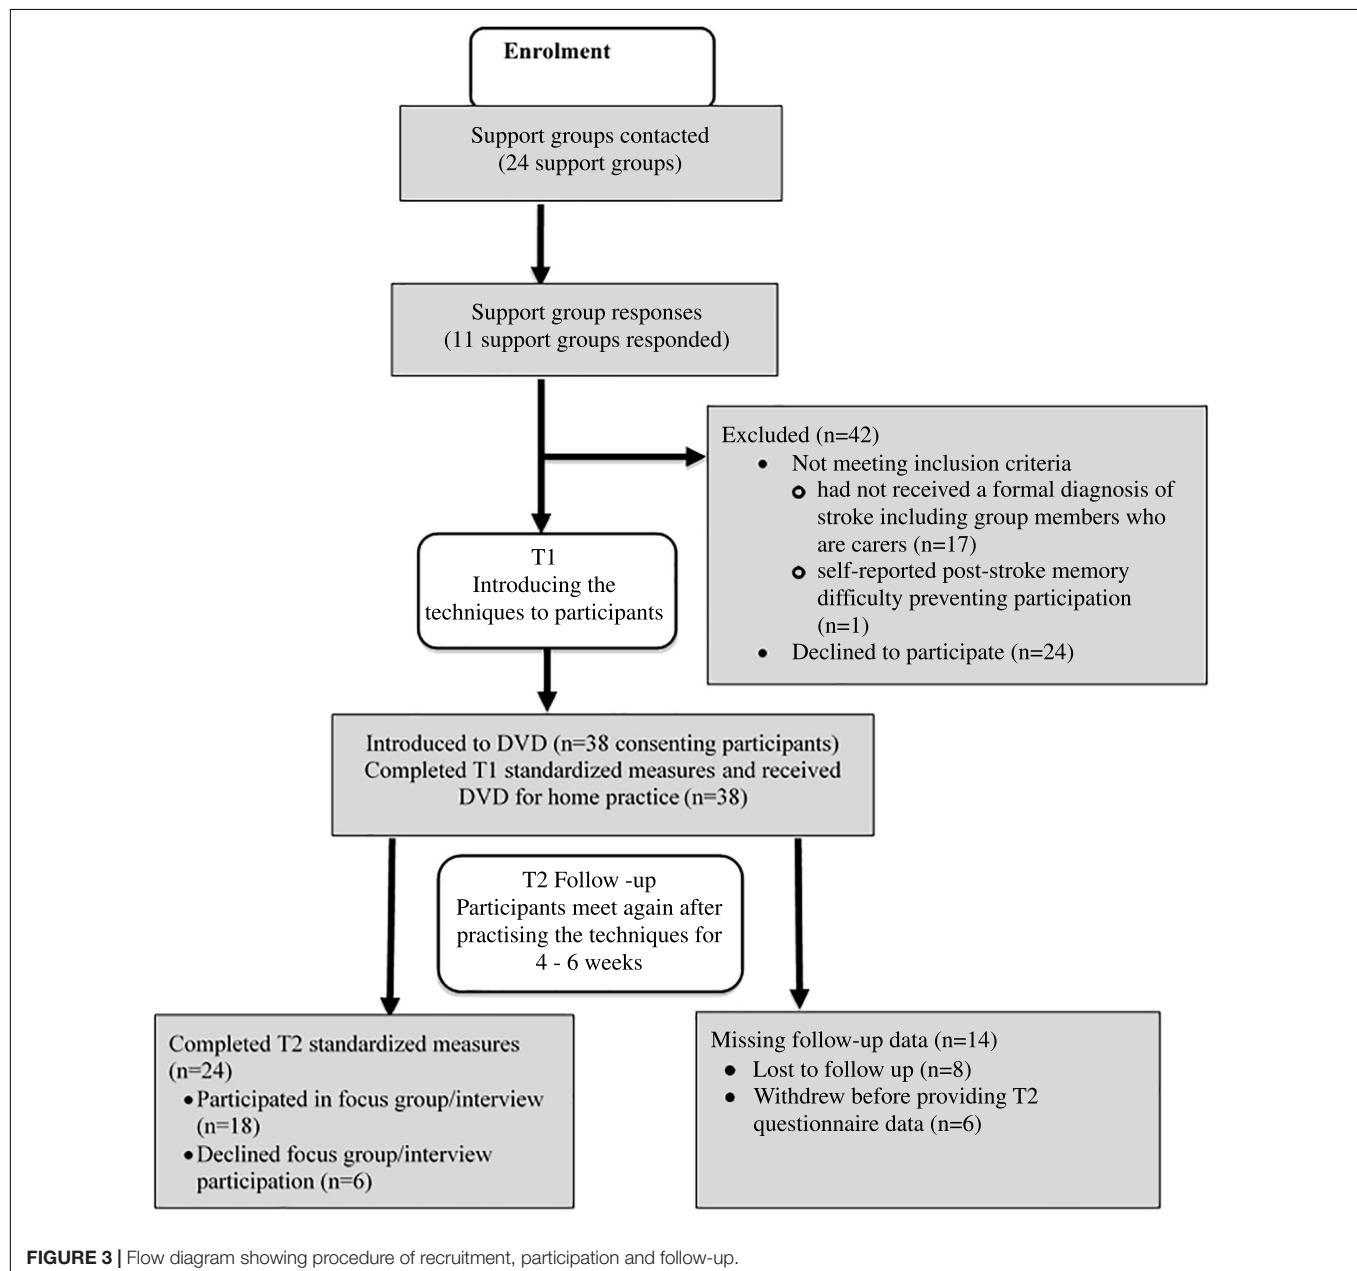 Enrolment
Support groups contacted
(24 support groups)
Support group responses
(11 support groups responded)
Excluded (n=42)
• Not meeting inclusion criteria
o had not received a formal diagnosis of
stroke including group members who
are carers (n=17)
o self-reported post-stroke memory
difficulty preventing participation
(n=1)
• Declined to participate (n=24)
T1
Introducing the
techniques to participants
Introduced to DVD (n=38 consenting participants)
Completed T1 standardized measures and received
DVD for home practice (n=38)
T2 Follow -up
Participants meet again after
practising the techniques for
4 - 6 weeks
Completed T2 standardized measures
(n=24)
• Participated in focus group/interview
(n=18)
• Declined focus group/interview
participation (n=6)
Missing follow-up data (n=14)
• Lost to follow up (n=8)
• Withdrew before providing T2
questionnaire data (n=6)
FIGURE 3 | Flow diagram showing procedure of recruitment, participation and follow-up.